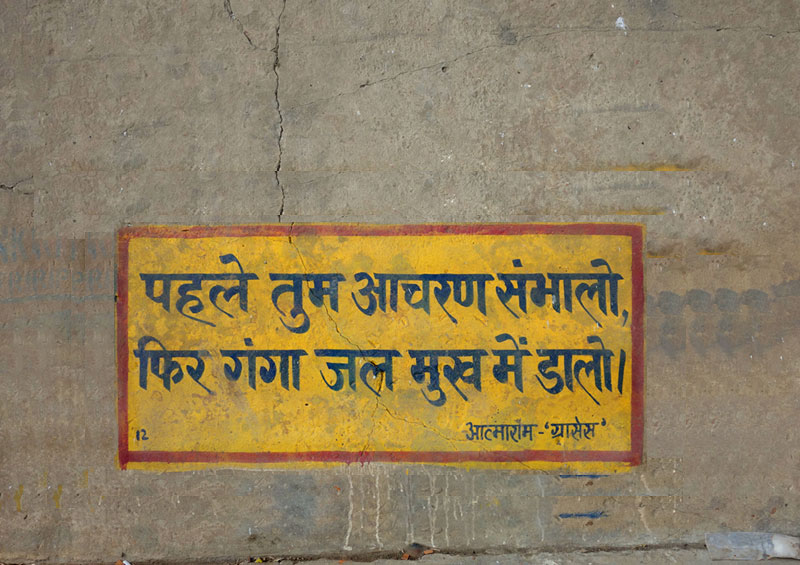 पहले तुम आचरण संभालो,
फिर गंगा जल मुख में डालो।
12 आत्माराम-'ग्रासेस'